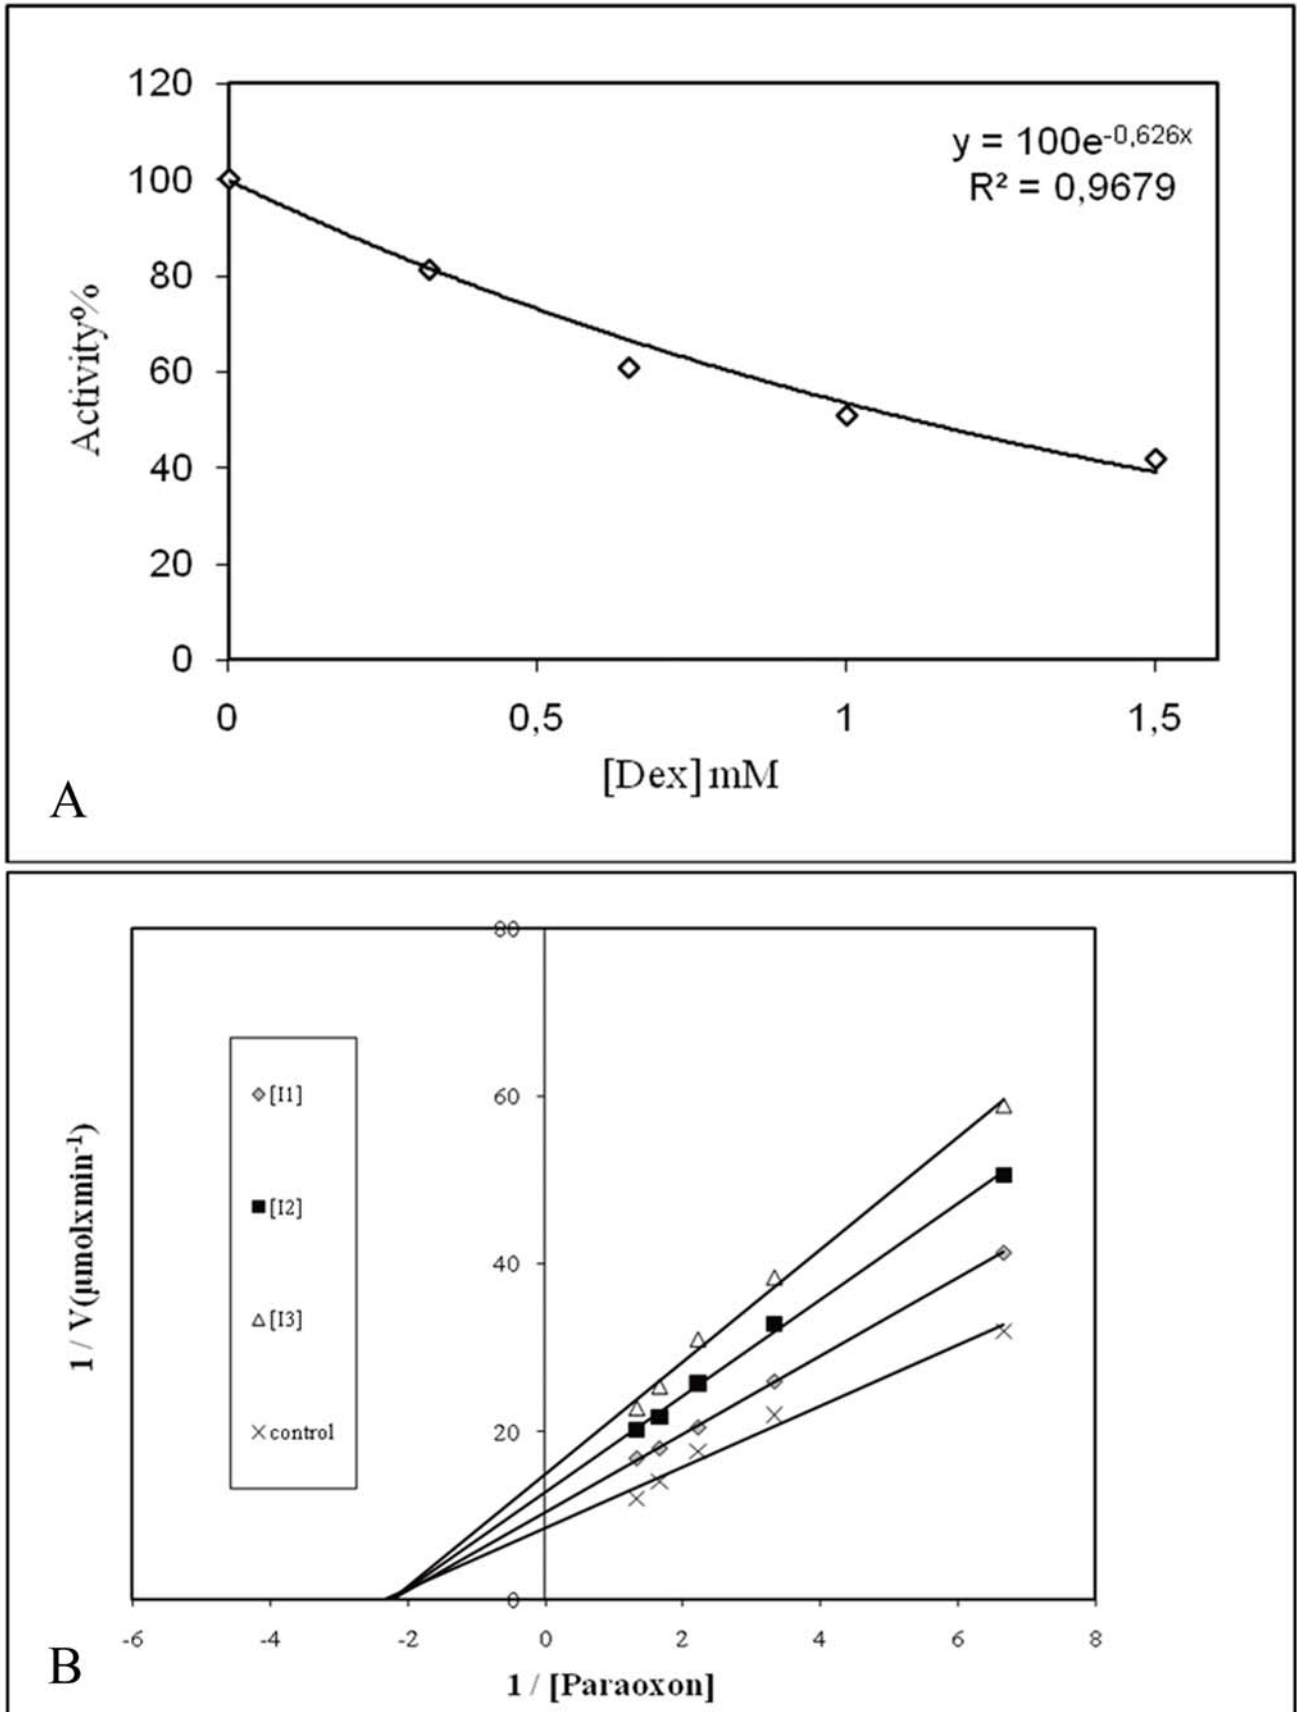 120
100
80
60
40
20
0
y = 100e-0,626x
R² = 0,9679
Activity%
0 0,5 1 1,5
[Dex] mM
A
80
60
40
20
0
[I1]
[I2]
[I3]
control
1 / V(µmolxmin-1)
-6 -4 -2 0 2 4 6 8
1 / [Paraoxon]
B